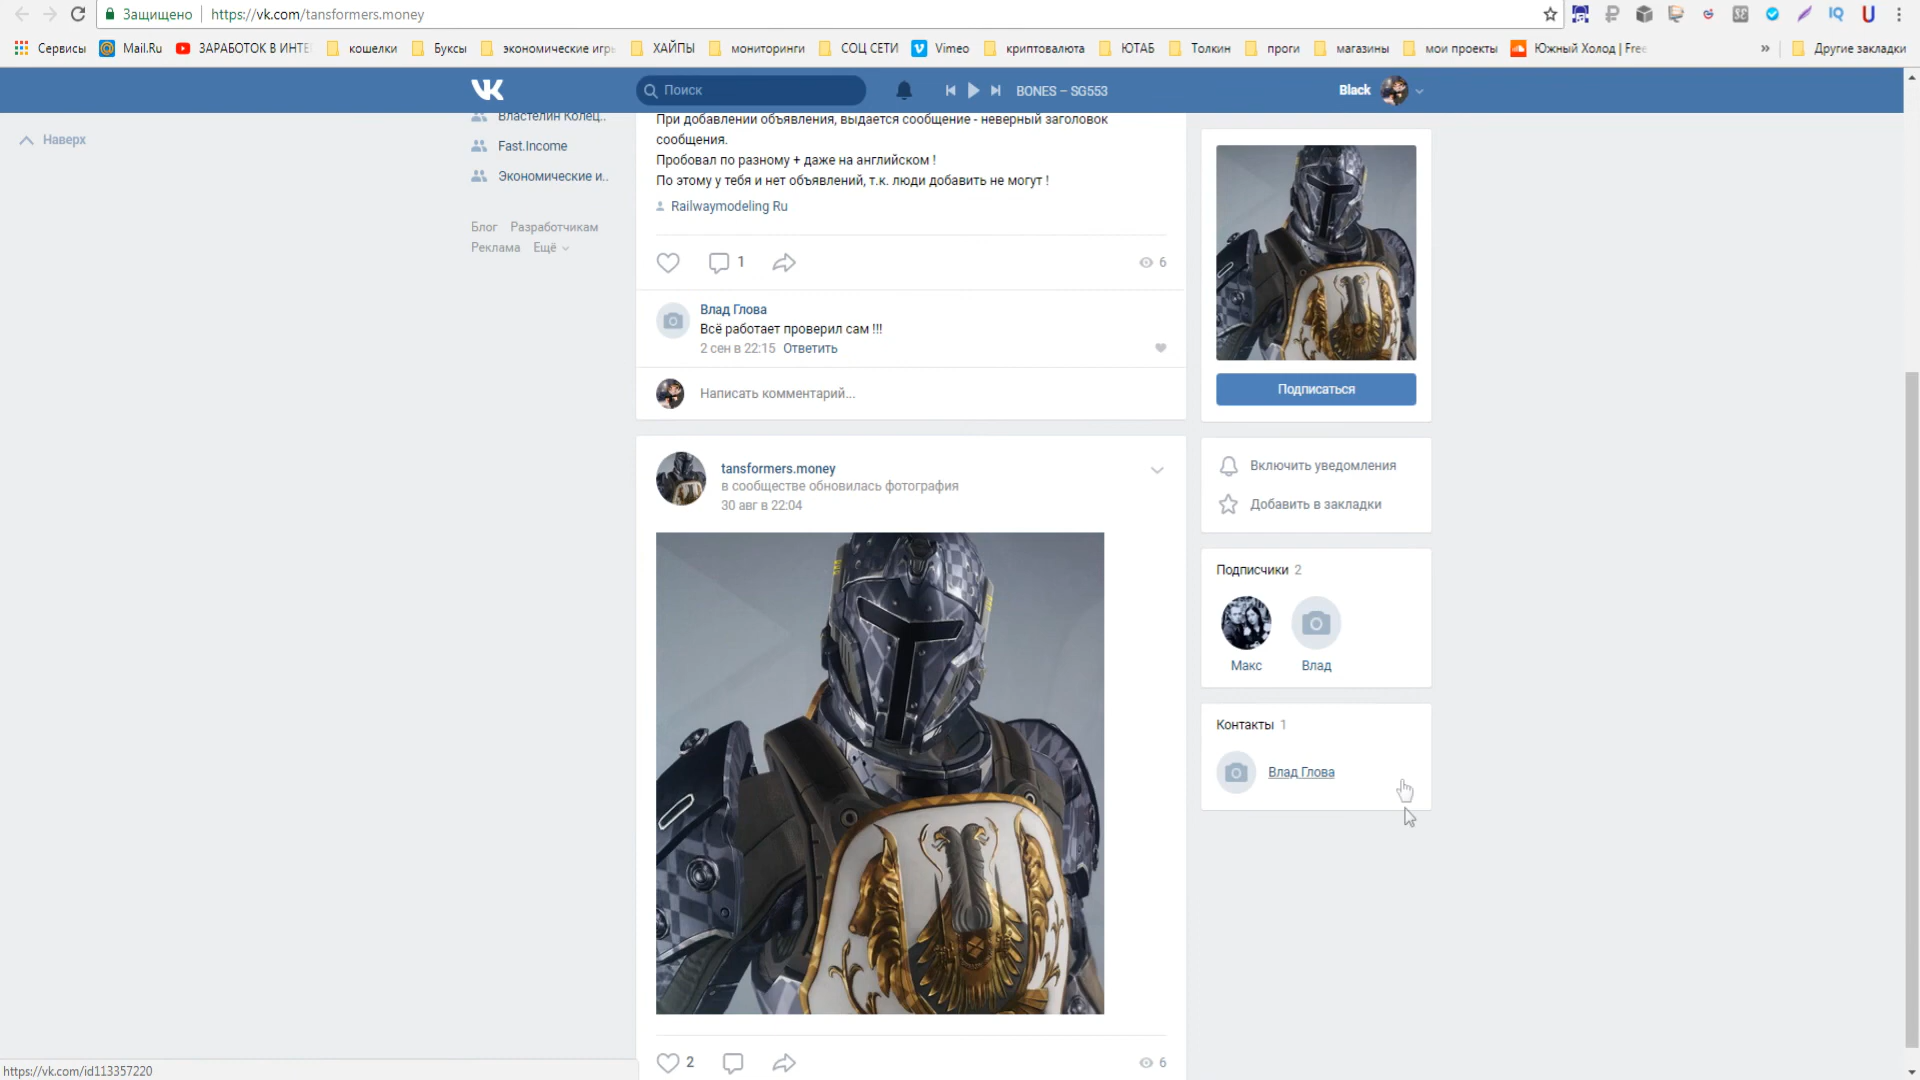 Защищено https://vk.com/tansformers.money
Сервисы Mail.Ru ЗАРАБОТОК В ИНТЕ кошелки Буксы экономические игры ХАЙПЫ мониторинги СОЦ СЕТИ Vimeo криптовалюта ЮТАБ Толкин проги магазины мои проекты Южный Холод | Free » Другие закладки
Поиск BONES – SG553 Black
Наверх
Властелин Колец..
Fast.Income
Экономические и..
Блог Разработчикам
Реклама Ещё
При добавлении объявления, выдается сообщение - неверный заголовок
сообщения.
Пробовал по разному + даже на английском !
По этому у тебя и нет объявлений, т.к. люди добавить не могут !
Railwaymodeling Ru
1 6
Влад Глова
Всё работает проверил сам !!!
2 сен в 22:15 Ответить
Написать комментарий...
tansformers.money
в сообществе обновилась фотография
30 авг в 22:04
2 6
Подписаться
Включить уведомления
Добавить в закладки
Подписчики 2
Макс Влад
Контакты 1
Влад Глова
https://vk.com/id113357220